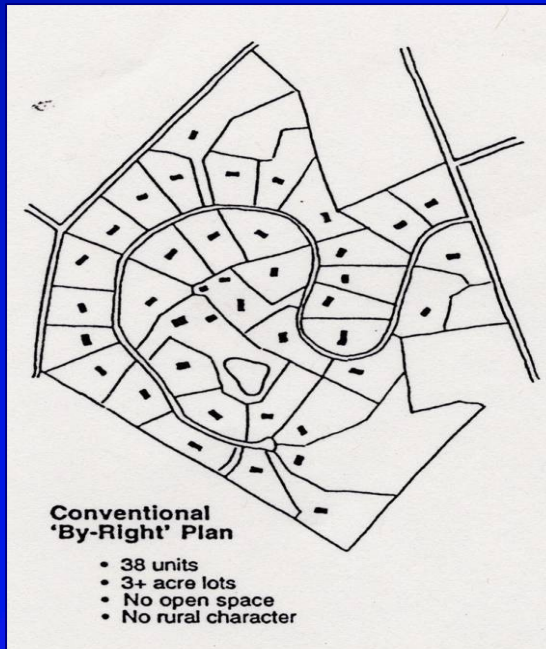 Conventional
'By-Right' Plan
• 38 units
• 3+ acre lots
• No open space
• No rural character